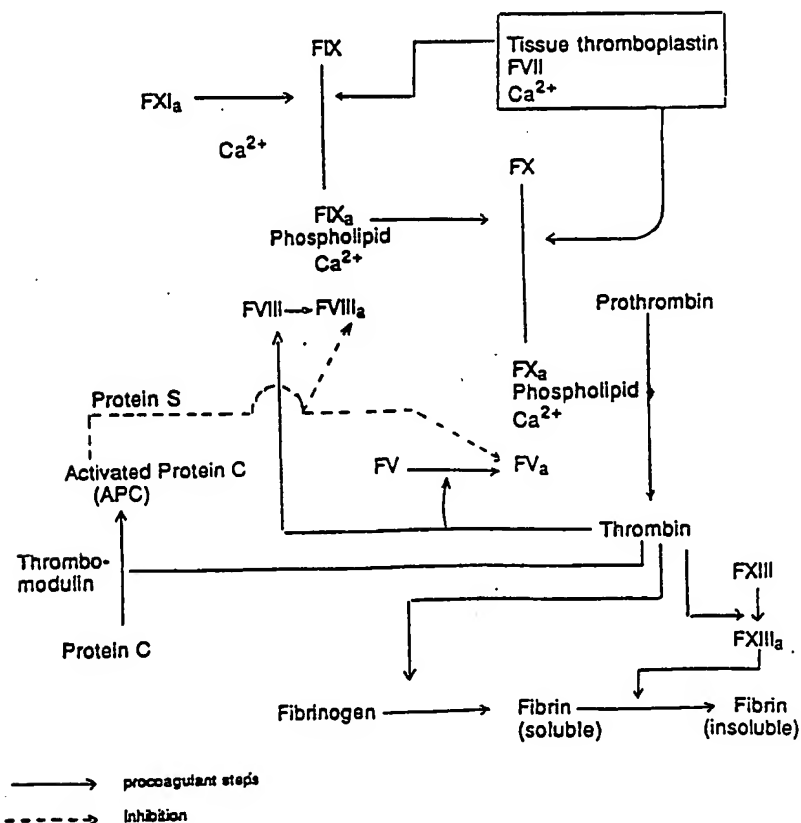 FIX
Tissue thromboplastin
FVII
Ca²⁺
FXIₐ
Ca²⁺
FX
FIXₐ
Phospholipid
Ca²⁺
FVIII
FVIIIₐ
Prothrombin
FXₐ
Phospholipid
Ca²⁺
Protein S
Activated Protein C
(APC)
FV
FVₐ
Thrombin
Thrombo-
modulin
FXIII
FXIIIₐ
Protein C
Fibrinogen
Fibrin
(soluble)
Fibrin
(insoluble)
procoagulant steps
Inhibition